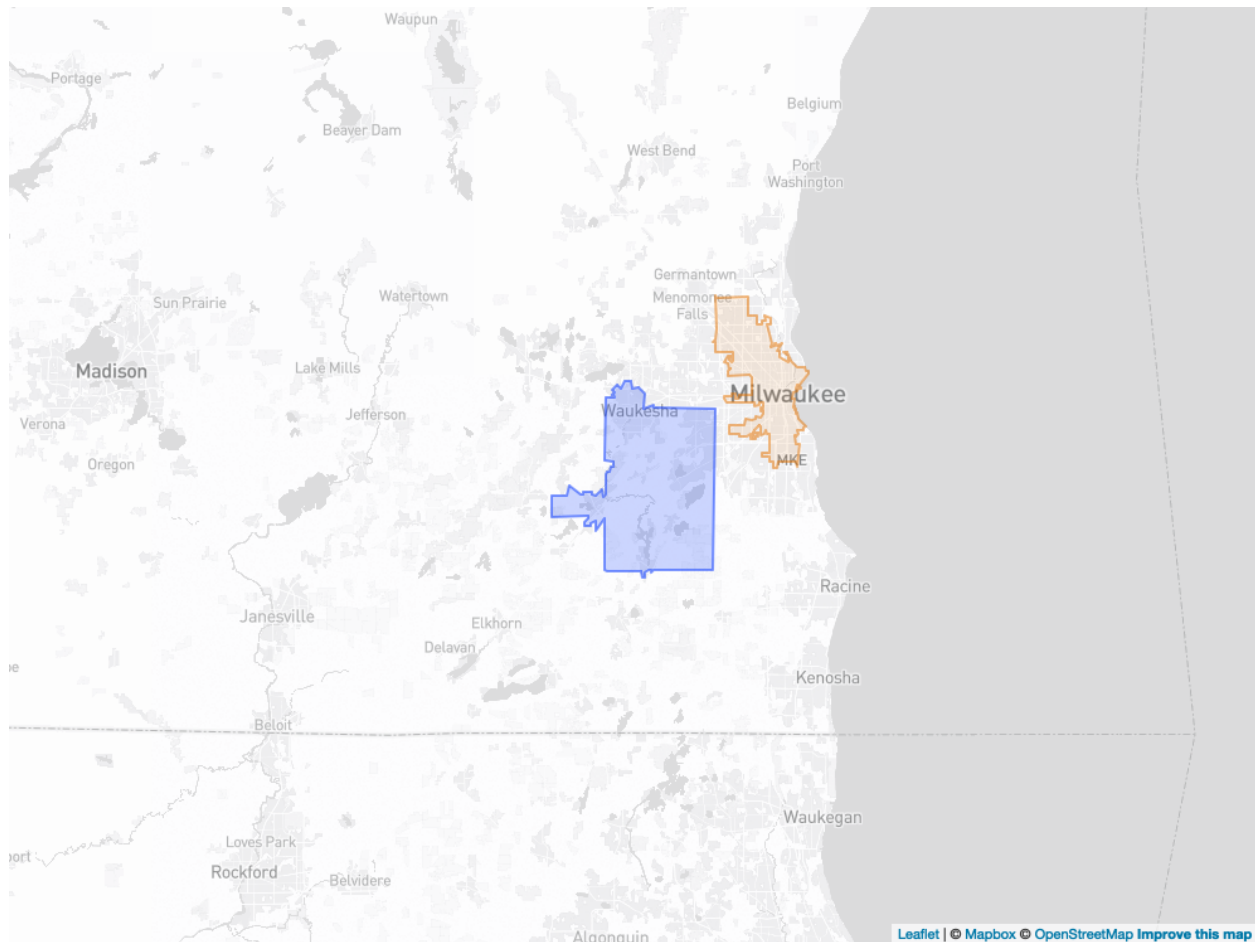 Waupun
Portage
Belgium
Beaver Dam
West Bend
Port
Washington
Germantown
Sun Prairie
Watertown
Menomonee
Falls
Madison
Lake Mills
Milwaukee
Jefferson
Waukesha
Verona
Oregon
MKE
Racine
Janesville
Elkhorn
Delavan
Kenosha
Beloit
Waukegan
Loves Park
Rockford
Belvidere
Algonquin
Leaflet | © Mapbox © OpenStreetMap Improve this map